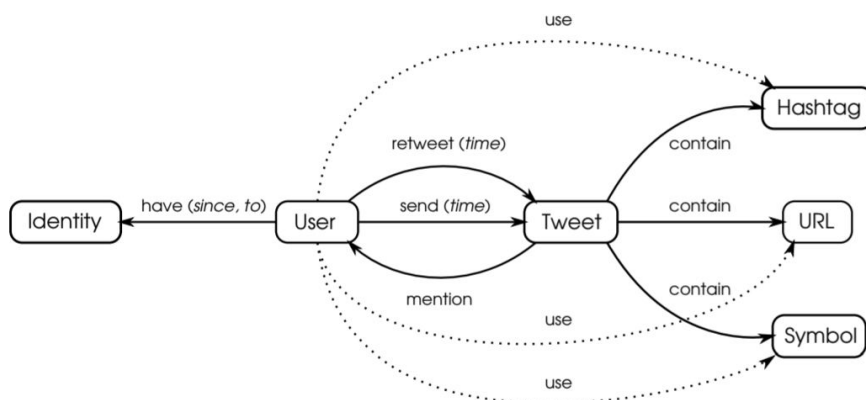 use
Hashtag
retweet (time)
contain
have (since, to)
send (time)
contain
Identity
User
Tweet
URL
contain
mention
use
Symbol
use